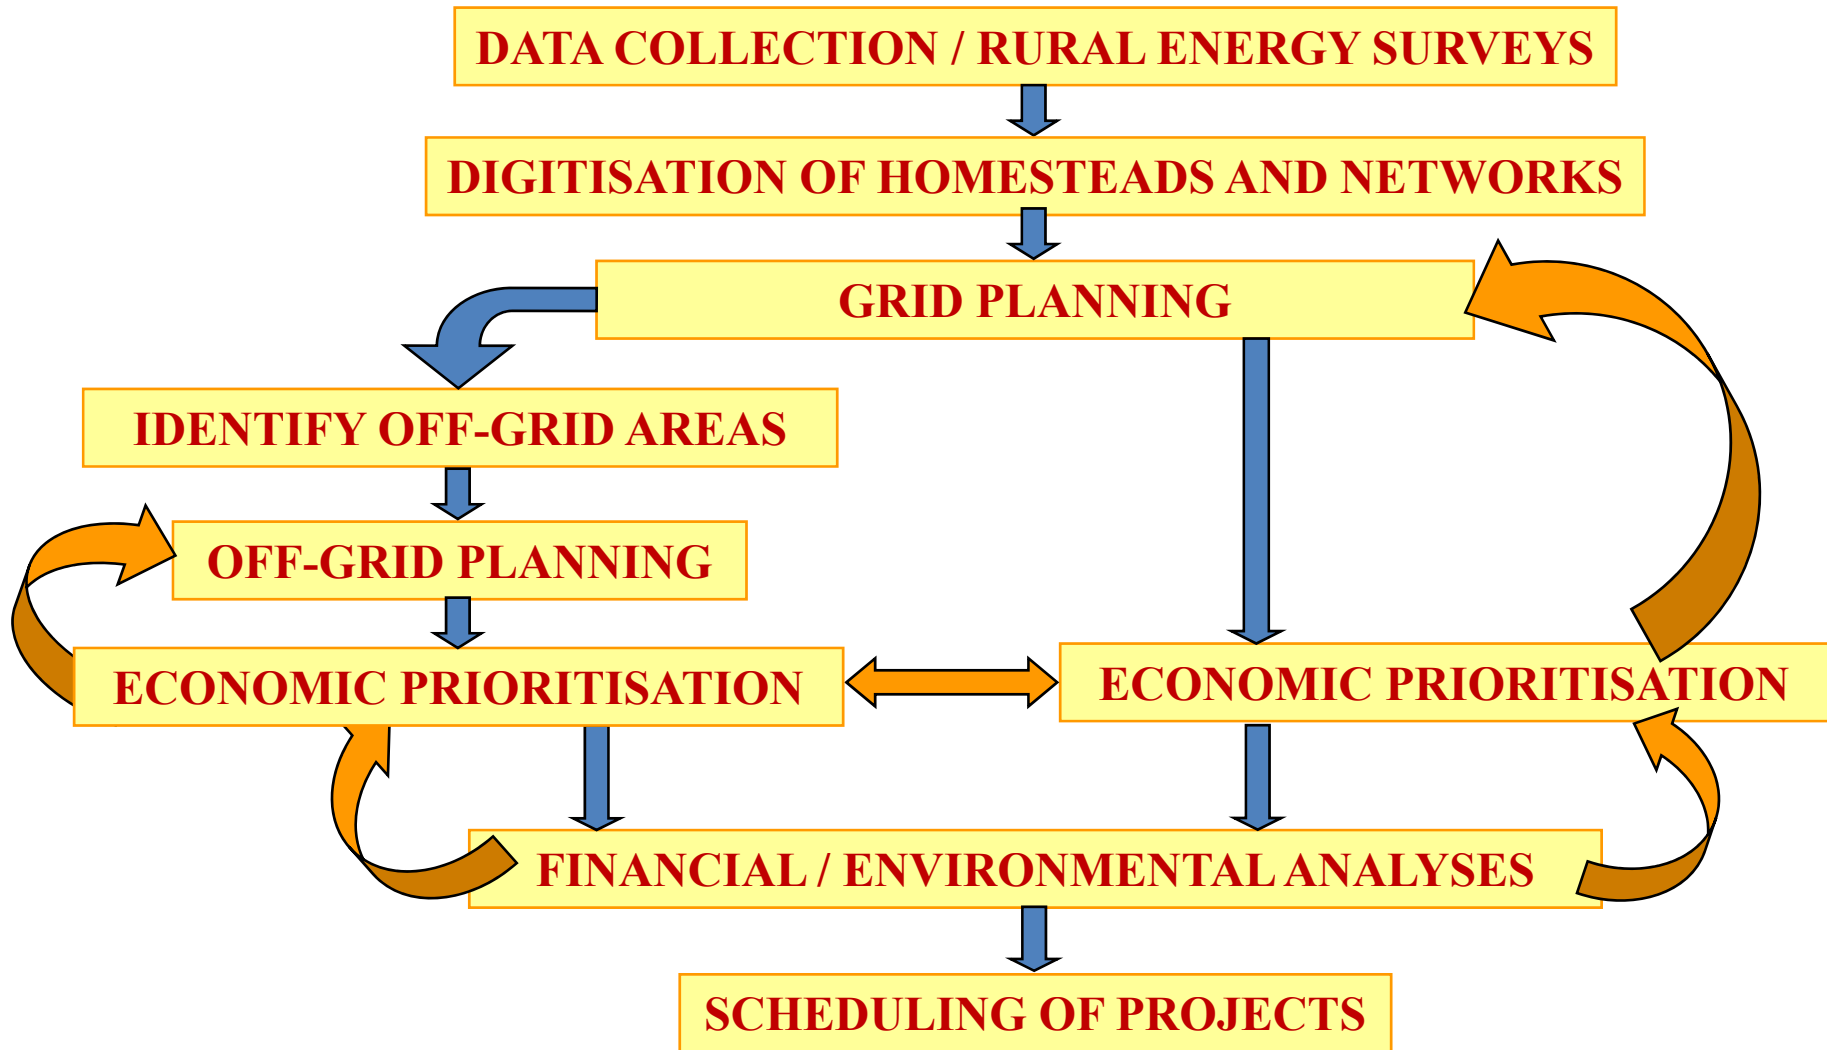 DATA COLLECTION / RURAL ENERGY SURVEYS
DIGITISATION OF HOMESTEADS AND NETWORKS
GRID PLANNING
IDENTIFY OFF-GRID AREAS
OFF-GRID PLANNING
ECONOMIC PRIORITISATION
ECONOMIC PRIORITISATION
FINANCIAL / ENVIRONMENTAL ANALYSES
SCHEDULING OF PROJECTS